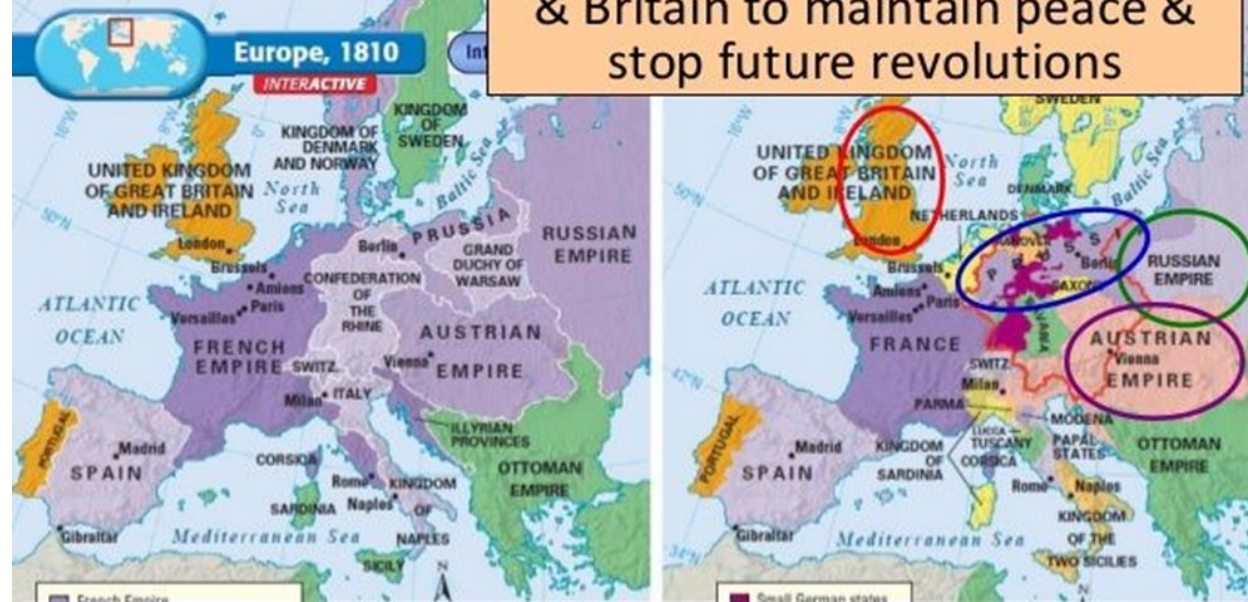 & Britain to maintain peace &
stop future revolutions
Europe, 1810
INTERACTIVE
Int
KINGDOM
OF
SWEDEN
KINGDOM OF
DENMARK
AND NORWAY
UNITED KINGDOM
OF GREAT BRITAIN
AND IRELAND
North
Sea
Baltic Sea
London
Berlin
PRUSSIA
GRAND
DUCHY OF
WARSAW
RUSSIAN
EMPIRE
Brussels
Amiens
Paris
Versailles
CONFEDERATION
OF
THE
RHINE
ATLANTIC
OCEAN
FRENCH
EMPIRE
SWITZ.
Vienna
AUSTRIAN
EMPIRE
Milan
ITALY
ILLYRIAN
PROVINCES
PORTUGAL
Madrid
SPAIN
CORSICA
Rome
KINGDOM
OF
NAPLES
Naples
SARDINIA
OTTOMAN
EMPIRE
Gibraltar
Mediterranean Sea
SICILY
N
French Empire
50°N
SWEDEN
UNITED KINGDOM
OF GREAT BRITAIN
AND IRELAND
North
Sea
Baltic Sea
DENMARK
NETHERLANDS
London
HANOVER
PRUSSIA
Berlin
SAXONY
RUSSIAN
EMPIRE
Brussels
Amiens
Paris
Versailles
ATLANTIC
OCEAN
FRANCE
SWITZ.
AUSTRIAN
EMPIRE
Vienna
Milan
PARMA
MODENA
LUCCA
TUSCANY
PAPAL
STATES
KINGDOM
OF
SARDINIA
CORSICA
OTTOMAN
EMPIRE
PORTUGAL
Madrid
SPAIN
Rome
Naples
KINGDOM
OF THE
TWO SICILIES
Gibraltar
Mediterranean Sea
N
Small German states
50°N
42°N
34°N